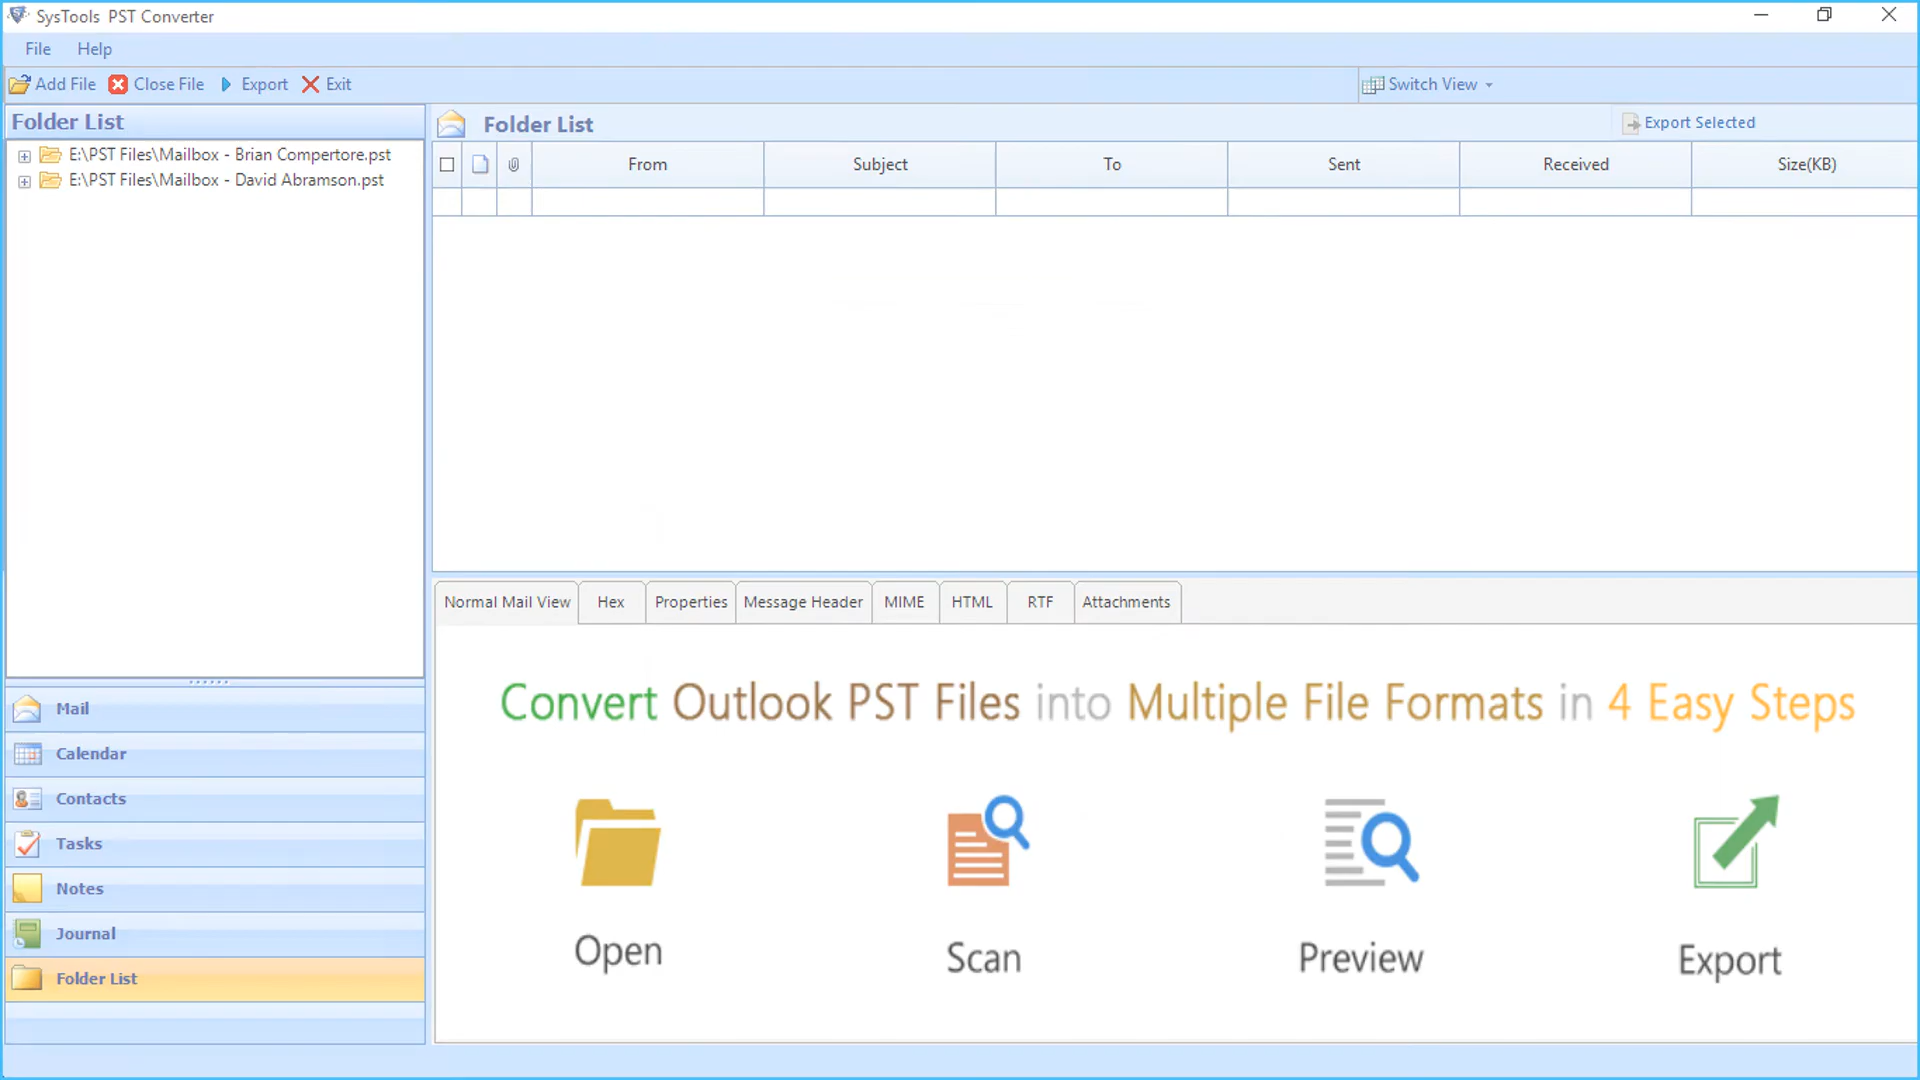 SysTools  PST Converter
File Help
Add File Close File Export Exit Switch View
Folder List
E:\PST Files\Mailbox - Brian Compertore.pst
E:\PST Files\Mailbox - David Abramson.pst
Mail
Calendar
Contacts
Tasks
Notes
Journal
Folder List
Folder List Export Selected
From Subject To Sent Received Size(KB)
Normal Mail View Hex Properties Message Header MIME HTML RTF Attachments
Convert Outlook PST Files into Multiple File Formats in 4 Easy Steps
Open Scan Preview Export